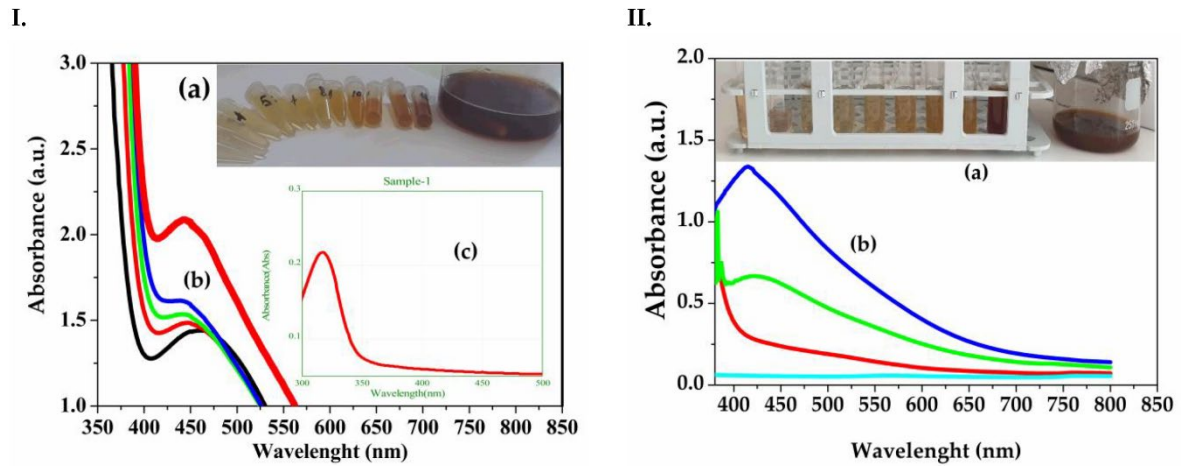 I.
II.
3.0
2.5
2.0
1.5
1.0
Absorbance (a.u.)
(a)
(b)
Sample-1
0.3
0.2
0.1
Absorbance(Abs)
(c)
300 350 400 450 500
Wavelength(nm)
350 400 450 500 550 600 650 700 750 800 850
Wavelenght (nm)
2.0
1.5
1.0
0.5
0.0
Absorbance (a.u.)
(a)
(b)
400 450 500 550 600 650 700 750 800 850
Wavelenght (nm)